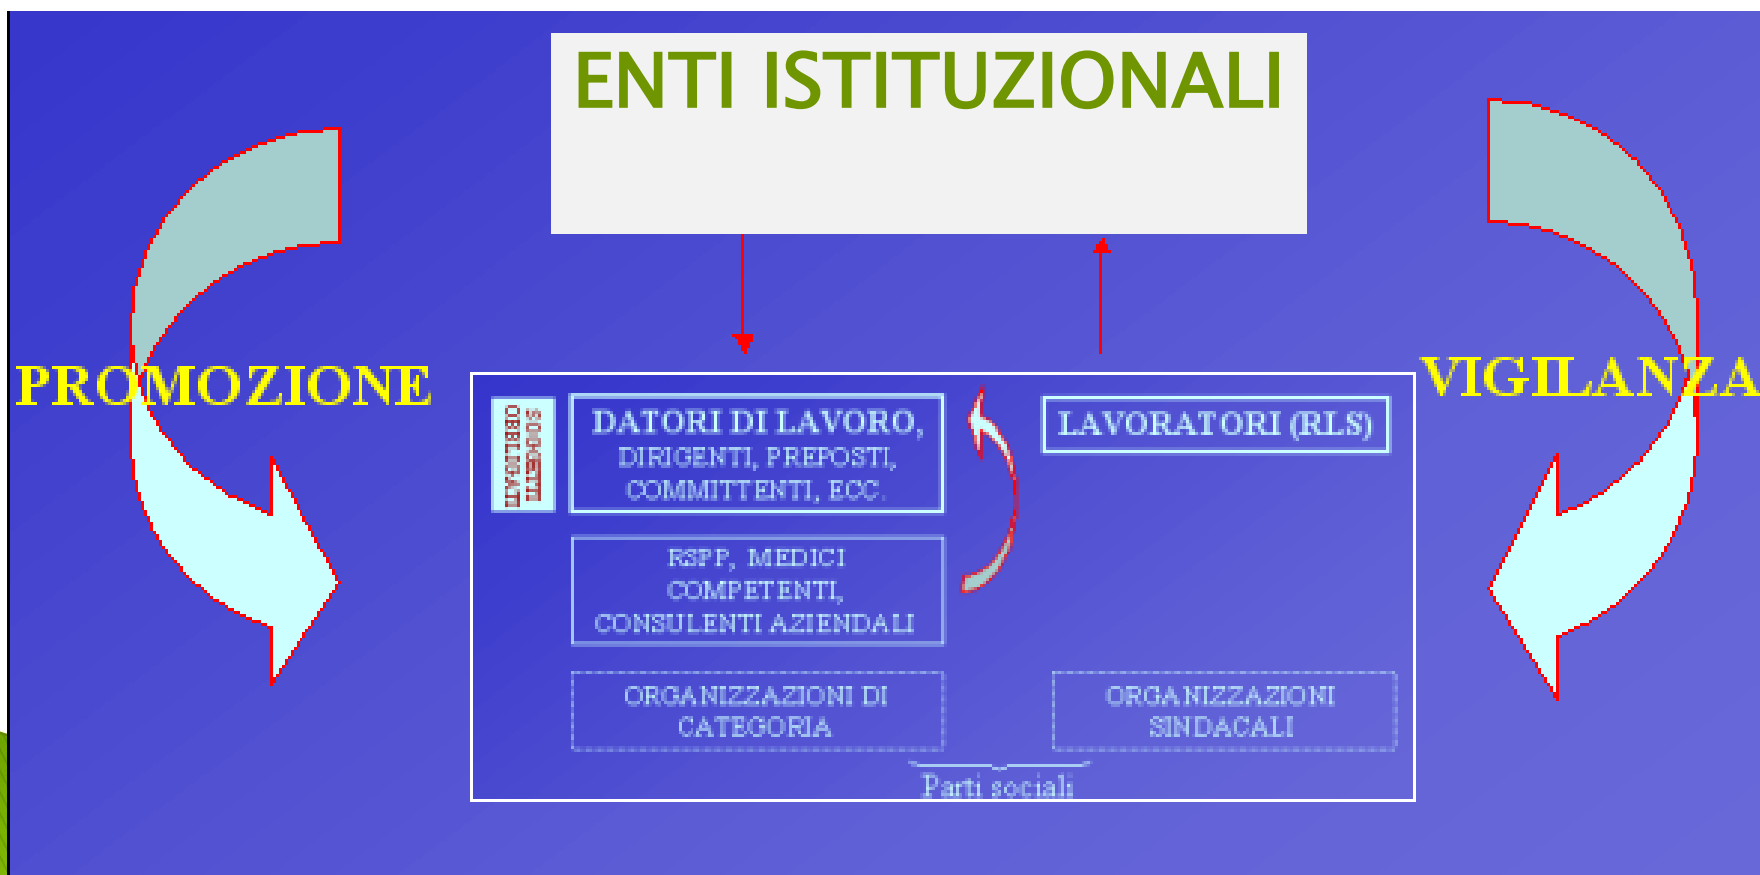 ENTI ISTITUZIONALI
PROMOZIONE
VIGILANZA
SOGGETTI
OBBLIGATI
DATORI DI LAVORO,
DIRIGENTI, PREPOSTI,
COMMITTENTI, ECC.
LAVORATORI (RLS)
RSPP, MEDICI
COMPETENTI,
CONSULENTI AZIENDALI
ORGANIZZAZIONI DI
CATEGORIA
ORGANIZZAZIONI
SINDACALI
Parti sociali